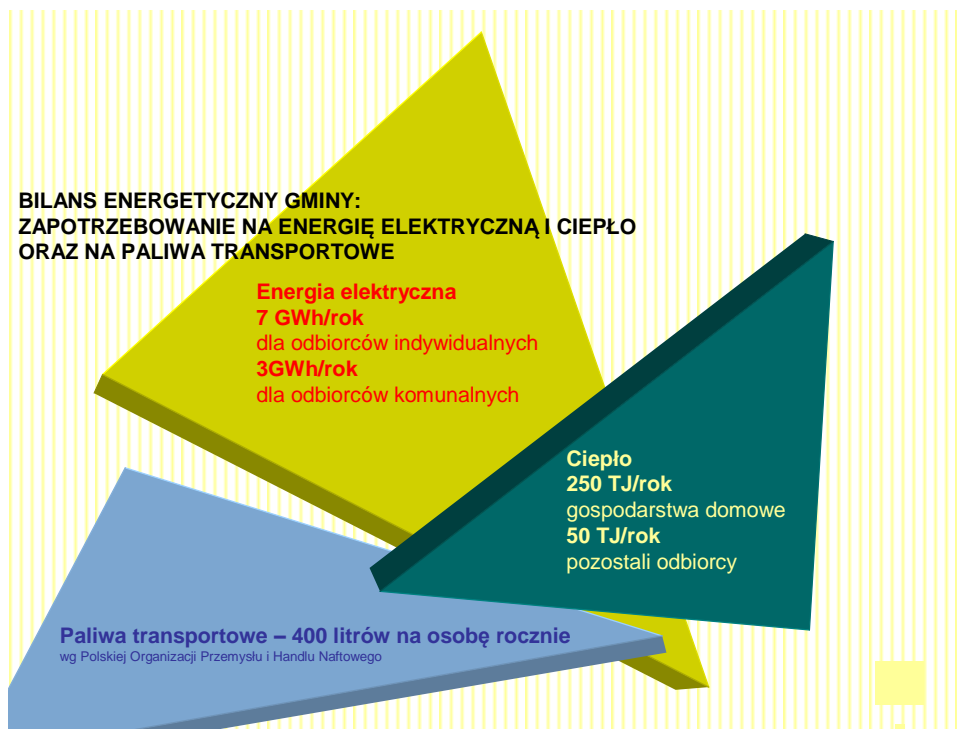 BILANS ENERGETYCZNY GMINY:
ZAPOTRZEBOWANIE NA ENERGIĘ ELEKTRYCZNĄ I CIEPŁO
ORAZ NA PALIWA TRANSPORTOWE
Energia elektryczna
7 GWh/rok
dla odbiorców indywidualnych
3GWh/rok
dla odbiorców komunalnych
Ciepło
250 TJ/rok
gospodarstwa domowe
50 TJ/rok
pozostali odbiorcy
Paliwa transportowe – 400 litrów na osobę rocznie
wg Polskiej Organizacji Przemysłu i Handlu Naftowego